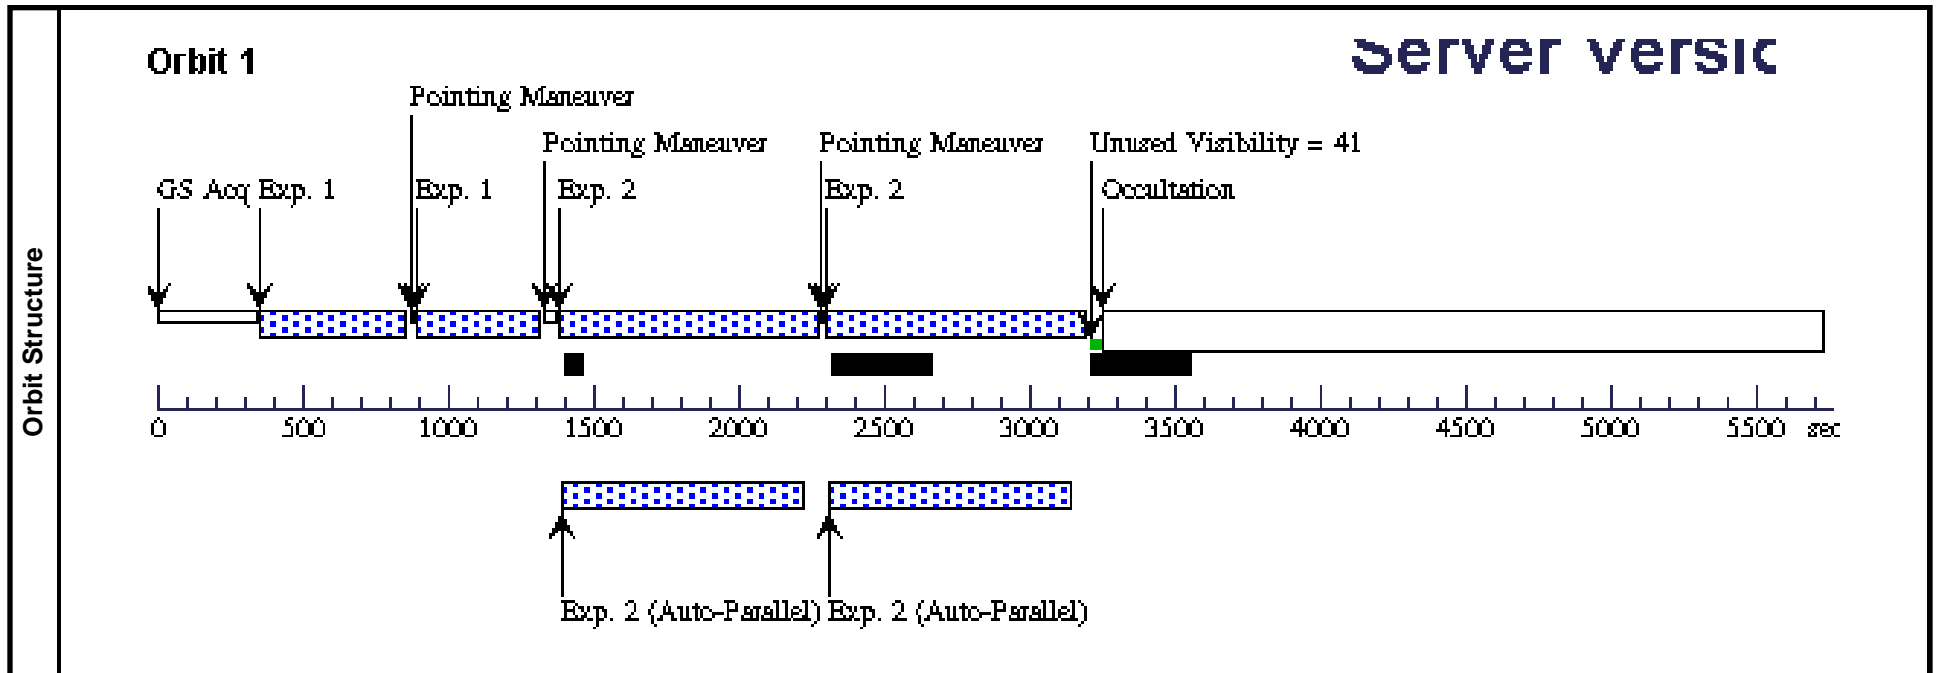 Orbit 1
Server Versio
Pointing Maneuver
Pointing Maneuver Pointing Maneuver Unused Visibility = 41
GS Acq Exp. 1 Exp. 1 Exp. 2 Exp. 2 Occultation
Orbit Structure
0 500 1000 1500 2000 2500 3000 3500 4000 4500 5000 5500 sec
Exp. 2 (Auto-Parallel) Exp. 2 (Auto-Parallel)